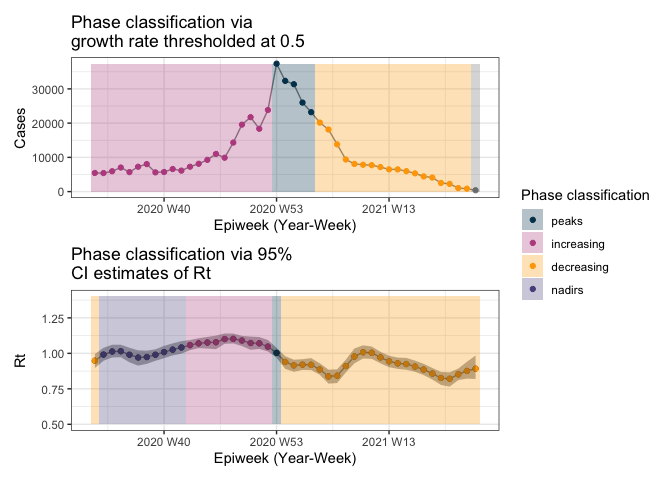 Phase classification via
growth rate thresholded at 0.5
30000
20000
10000
0
Cases
2020 W40
2020 W53
2021 W13
Epiweek (Year-Week)
Phase classification via 95%
CI estimates of Rt
1.25
1.00
0.75
0.50
Rt
2020 W40
2020 W53
2021 W13
Epiweek (Year-Week)
Phase classification
peaks
increasing
decreasing
nadirs